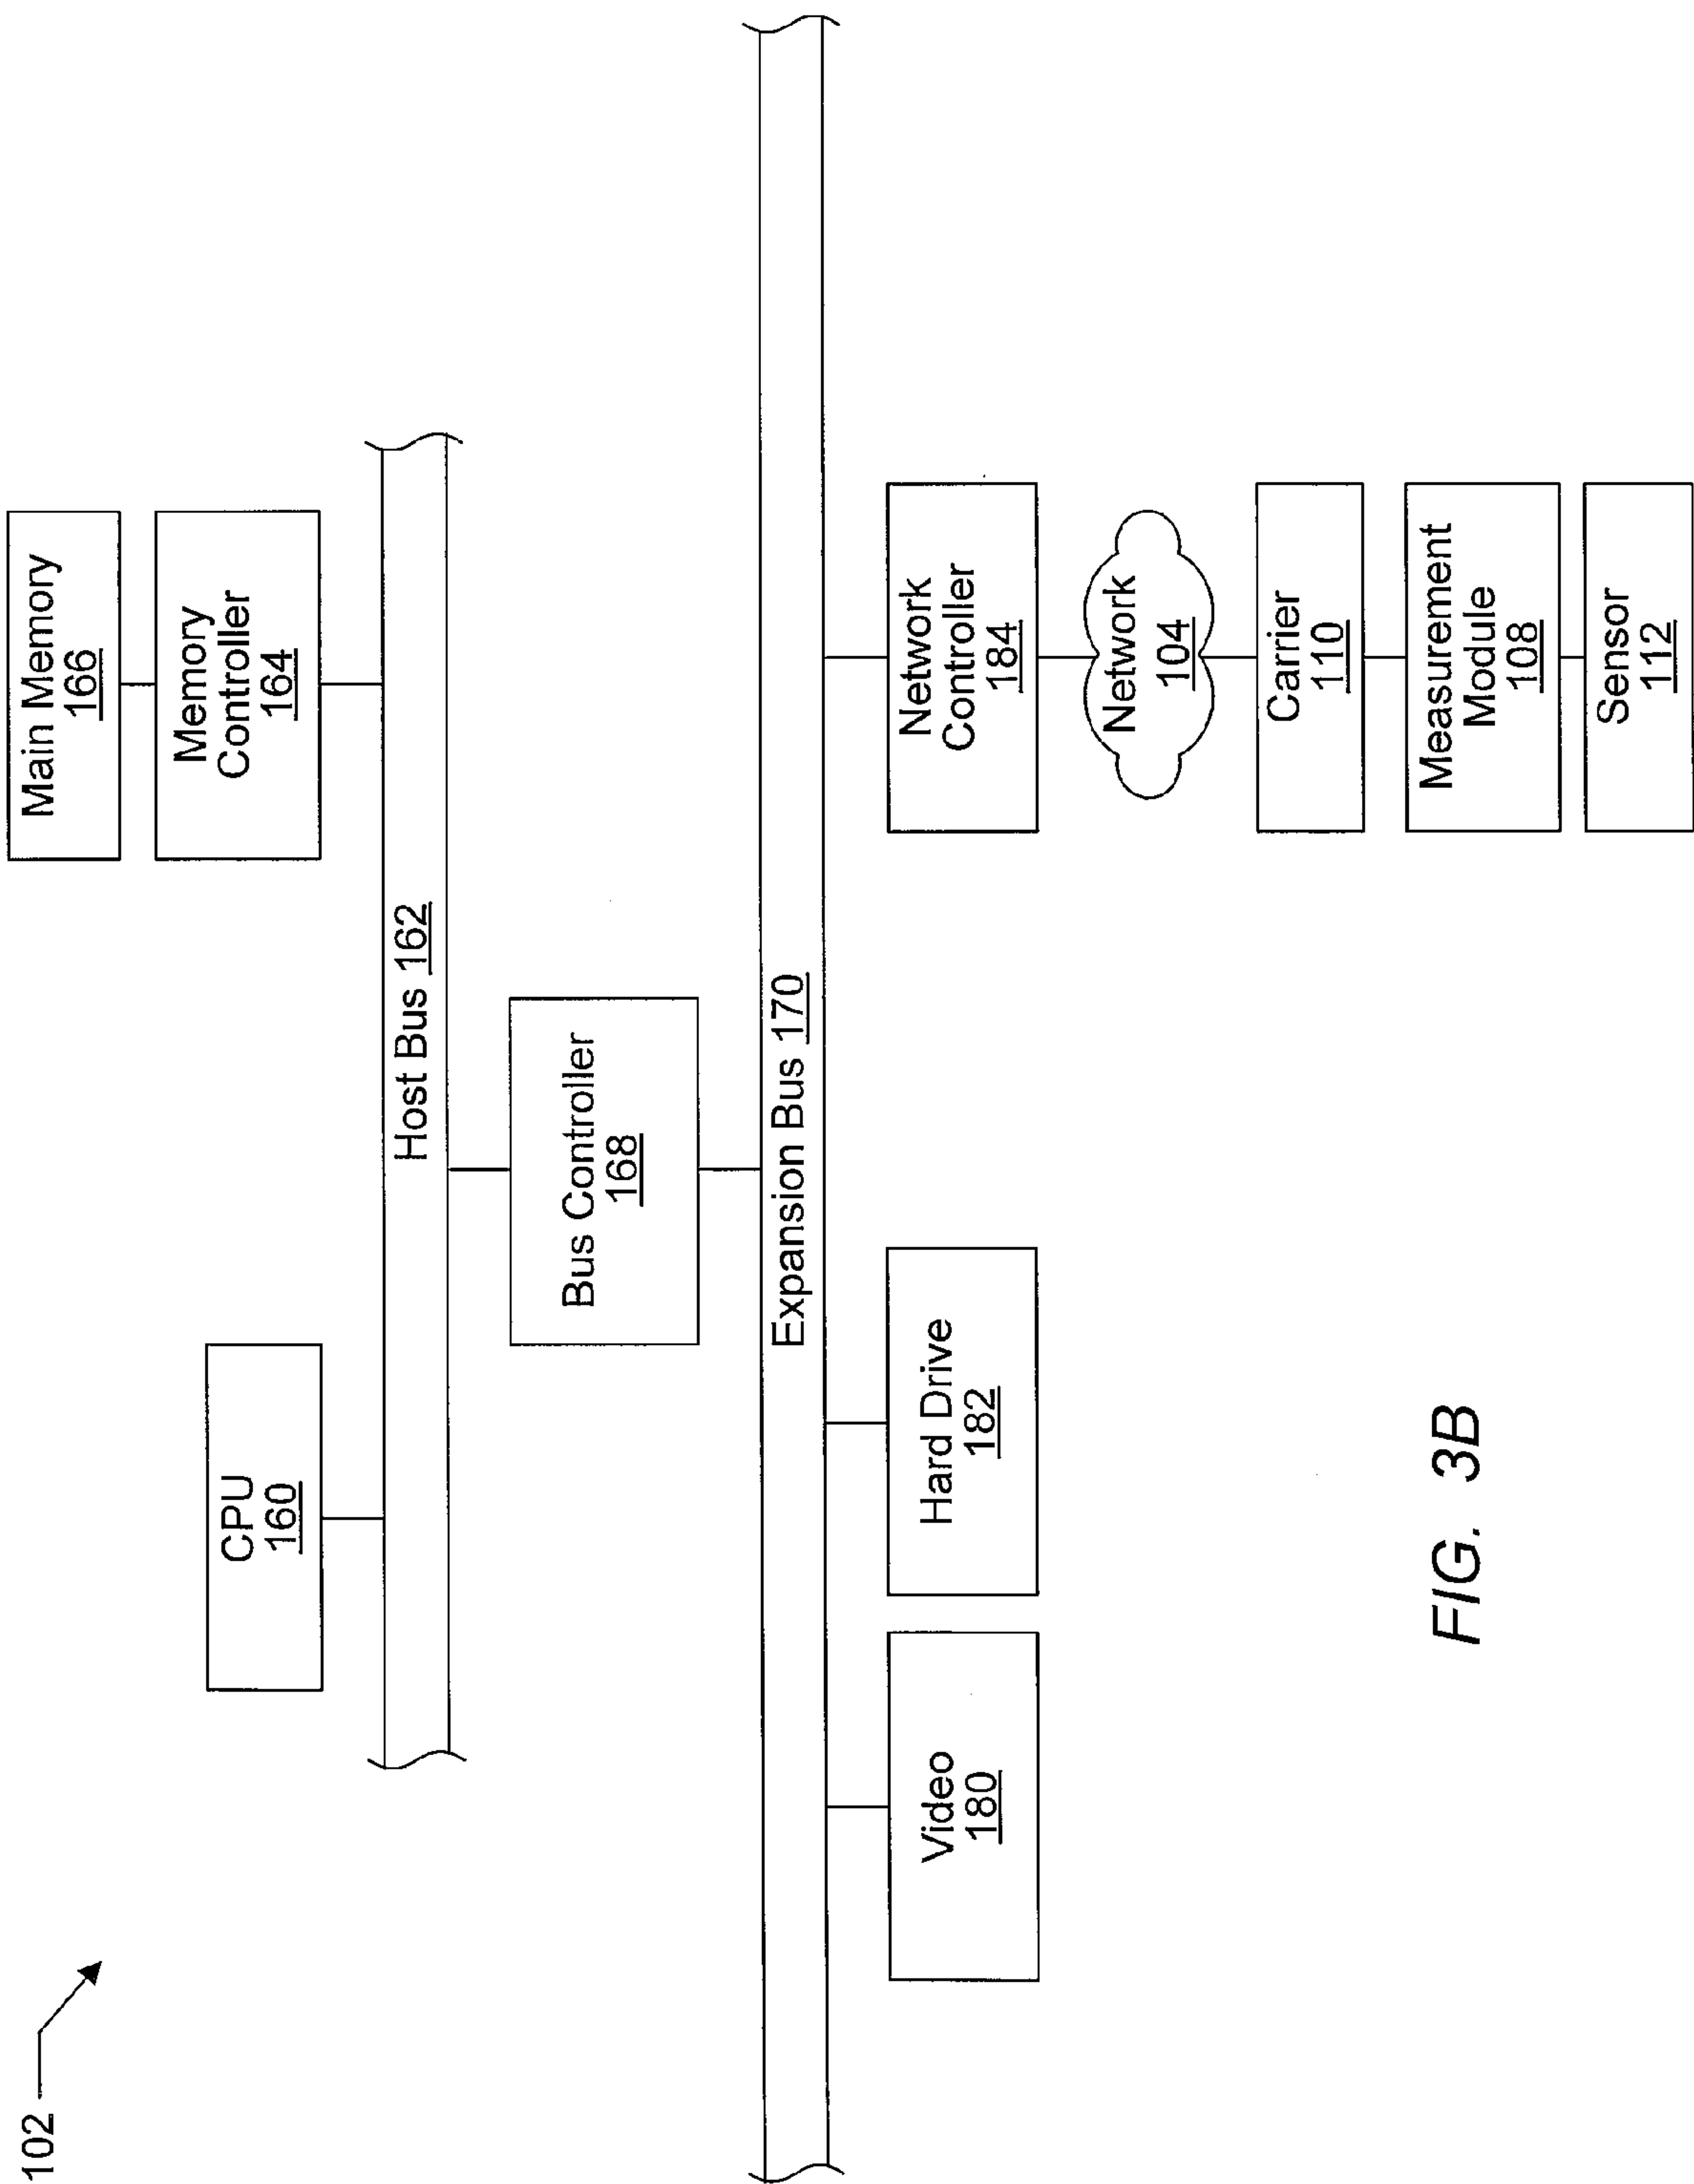 102
Main Memory
166
CPU
160
Memory
Controller
164
Host Bus 162
Bus Controller
168
Expansion Bus 170
Video
180
Hard Drive
182
Network
Controller
184
Network
104
Carrier
110
Measurement
Module
108
Sensor
112
FIG. 3B